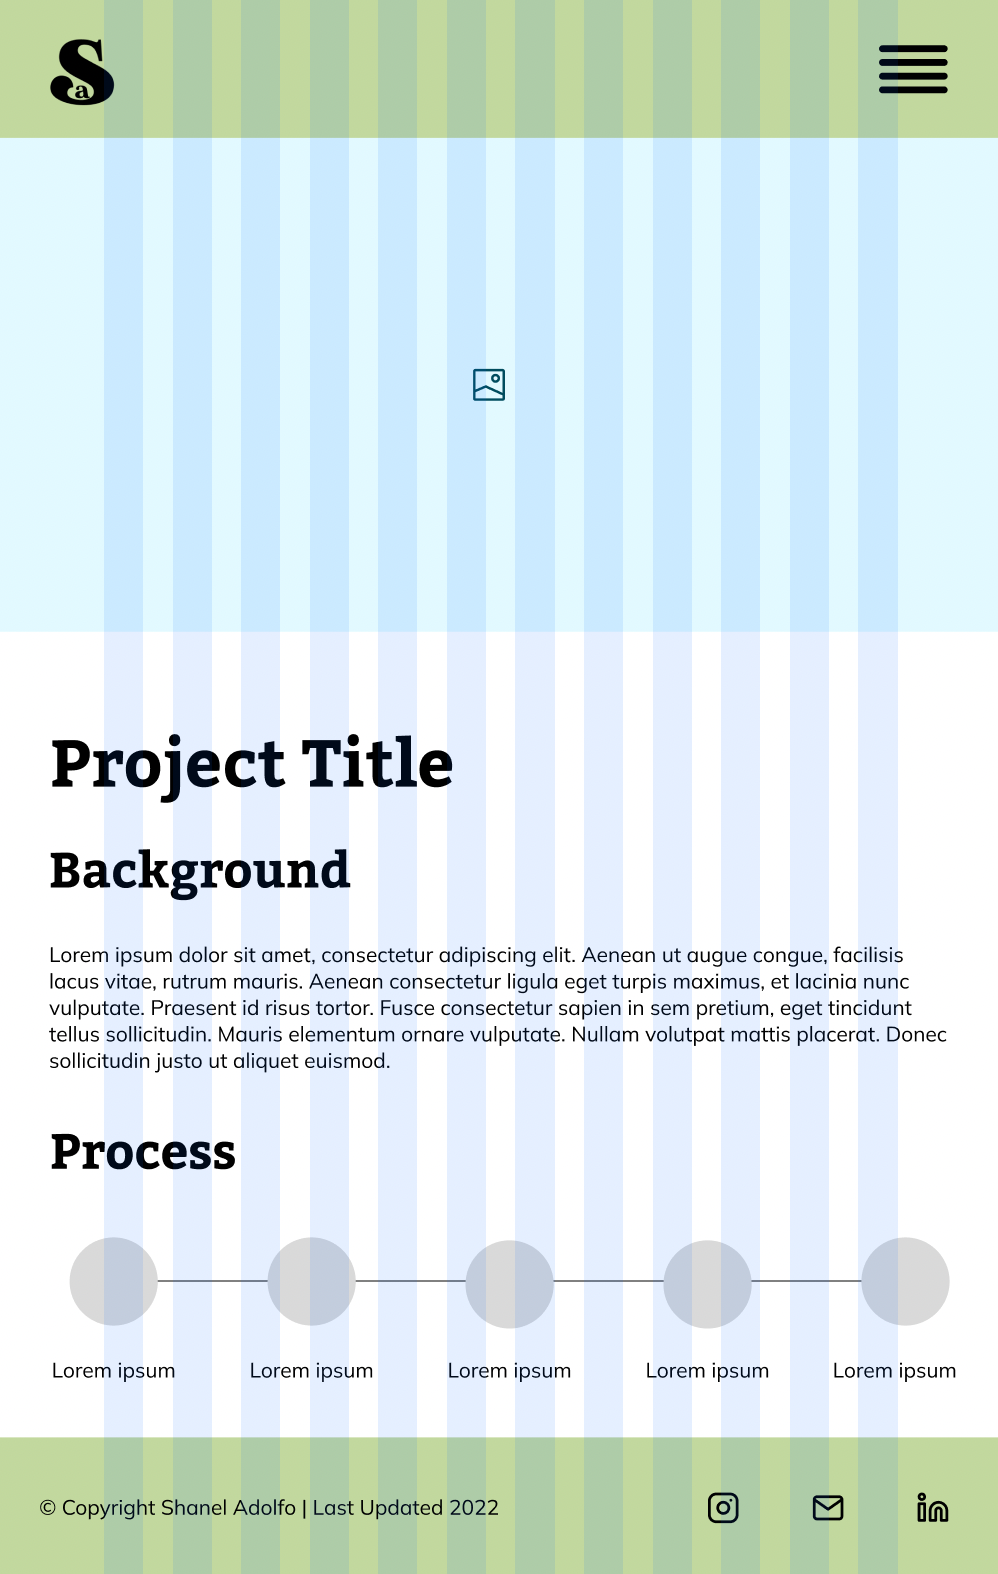 Sa
Project Title
Background
Lorem ipsum dolor sit amet, consectetur adipiscing elit. Aenean ut augue congue, facilisis
lacus vitae, rutrum mauris. Aenean consectetur ligula eget turpis maximus, et lacinia nunc
vulputate. Praesent id risus tortor. Fusce consectetur sapien in sem pretium, eget tincidunt
tellus sollicitudin. Mauris elementum ornare vulputate. Nullam volutpat mattis placerat. Donec
sollicitudin justo ut aliquet euismod.
Process
Lorem ipsum Lorem ipsum Lorem ipsum Lorem ipsum Lorem ipsum
© Copyright Shanel Adolfo | Last Updated 2022
in